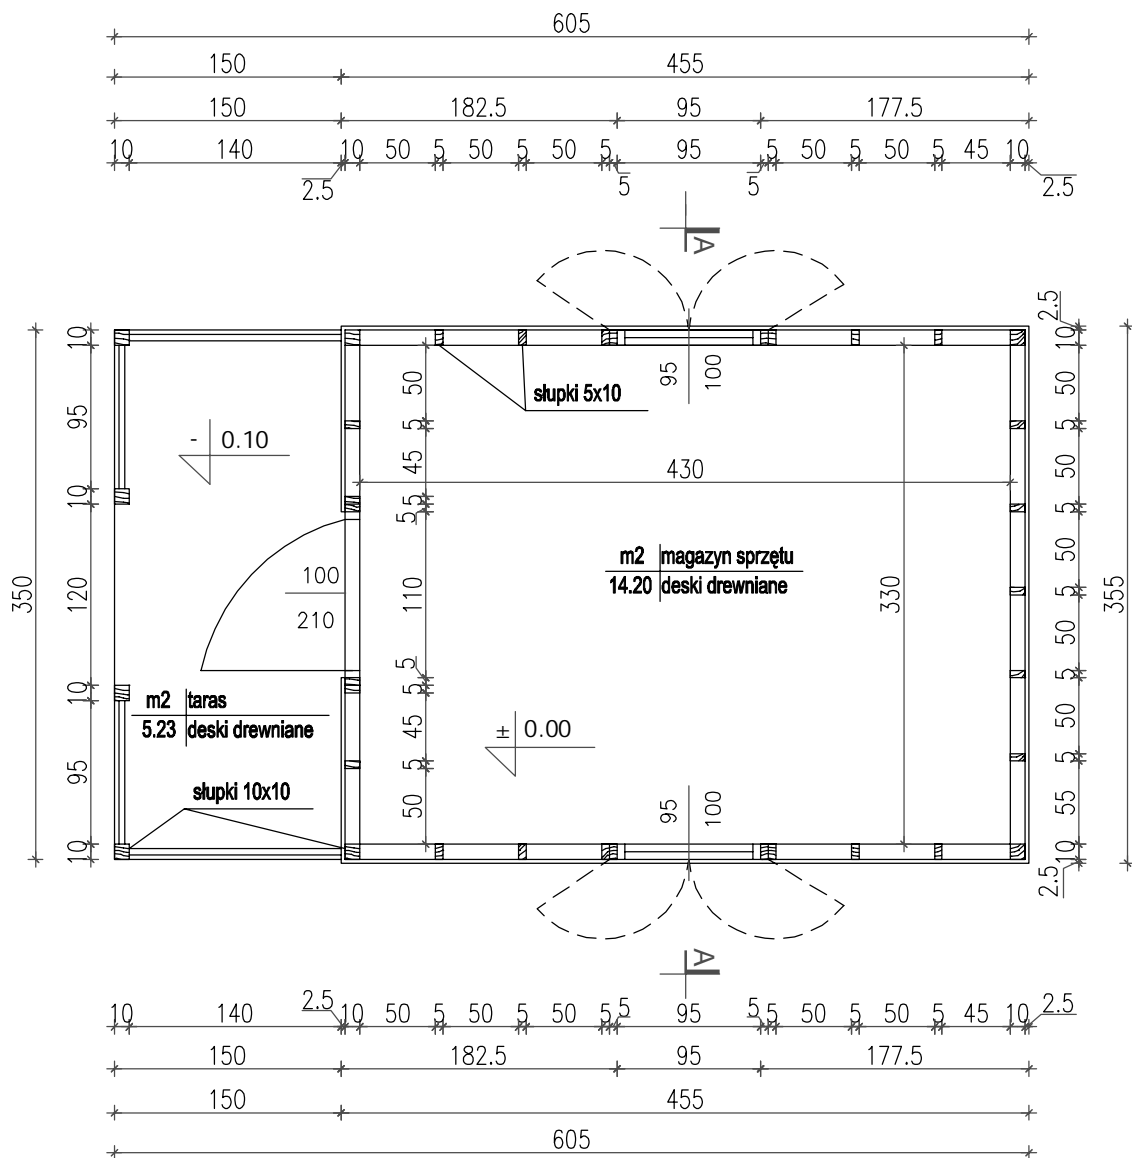 605
150 455
150 182.5 95 177.5
10 140 10 50 5 50 5 50 5 95 5 50 5 50 5 45 10
2.5 5 5 2.5
A
2.5
10 10
50 95 100 50
słupki 5x10
95 5 5
- 0.10
45 430 50
10 5 5
5
m2 magazyn sprzętu
14.20 deski drewniane
50
100
350 120 110 330 5 355
210
50
5 5
10 5
m2 taras
5.23 deski drewniane
45 50
± 0.00
5 5
95 50 95 100 55
słupki 10x10
10 10
2.5
A
2.5 5 5 2.5
10 140 10 50 5 50 5 50 5 95 5 50 5 50 5 45 10
150 182.5 95 177.5
150 455
605